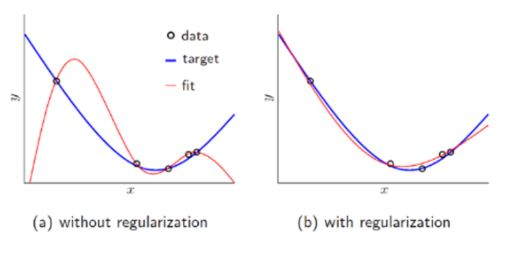 data
target
fit
y
x
y
x
(a) without regularization
(b) with regularization